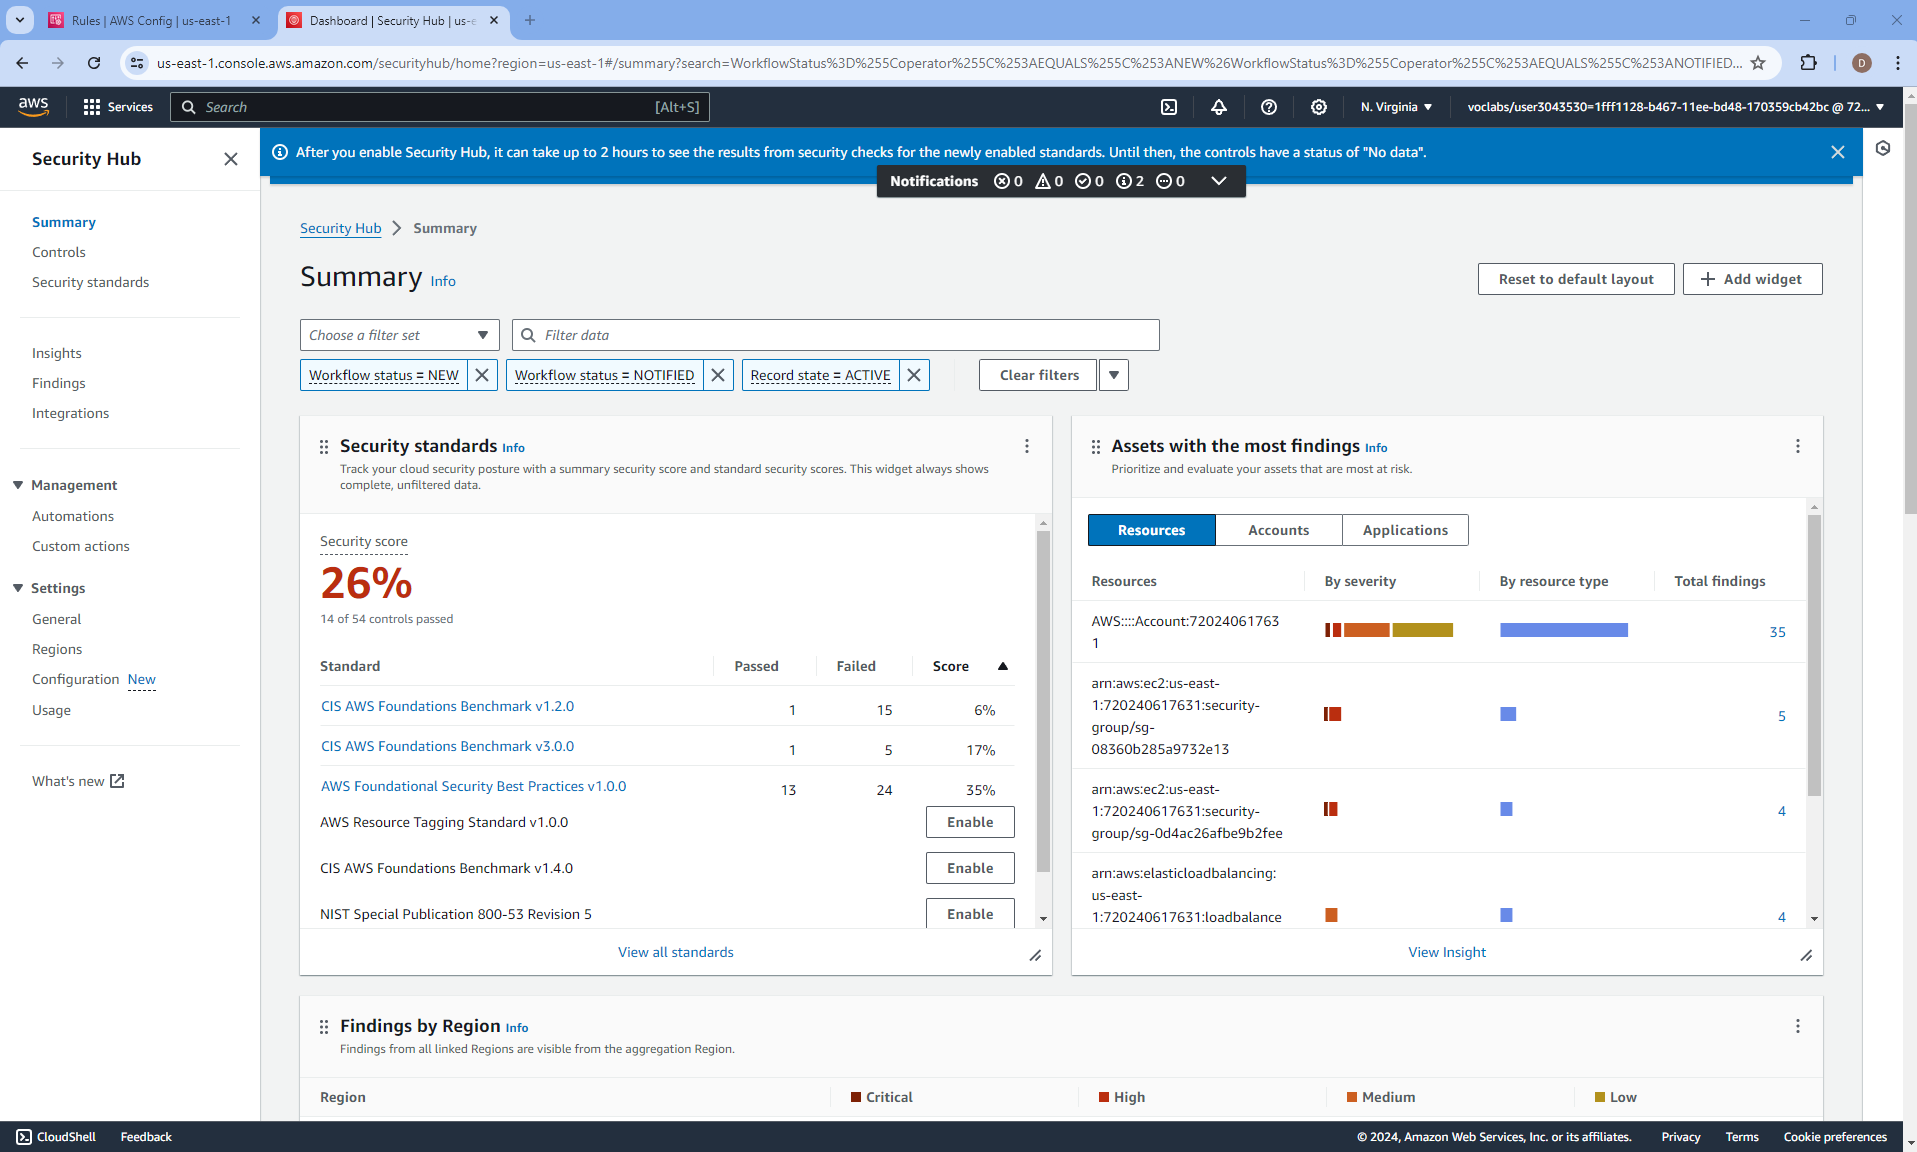 Rules | AWS Config | us-east-1
Dashboard | Security Hub | us-e
us-east-1.console.aws.amazon.com/securityhub/home?region=us-east-1#/summary?search=WorkflowStatus%3D%255Coperator%255C%253AEQUALS%255C%253ANEW%26WorkflowStatus%3D%255Coperator%255C%253AEQUALS%255C%253ANOTIFIED...
D
aws
Services
Search
[Alt+S]
N. Virginia
voclabs/user3043530=1fff1128-b467-11ee-bd48-170359cb42bc @ 72...
Security Hub
After you enable Security Hub, it can take up to 2 hours to see the results from security checks for the newly enabled standards. Until then, the controls have a status of "No data".
Notifications 0 0 0 2 0
Summary
Controls
Security standards
Insights
Findings
Integrations
Management
Automations
Custom actions
Settings
General
Regions
Configuration New
Usage
What's new
Security Hub > Summary
Summary Info
Reset to default layout
Add widget
Choose a filter set
Filter data
Workflow status = NEW
Workflow status = NOTIFIED
Record state = ACTIVE
Clear filters
Security standards Info
Track your cloud security posture with a summary security score and standard security scores. This widget always shows
complete, unfiltered data.
Security score
26%
14 of 54 controls passed
Standard Passed Failed Score
CIS AWS Foundations Benchmark v1.2.0 1 15 6%
CIS AWS Foundations Benchmark v3.0.0 1 5 17%
AWS Foundational Security Best Practices v1.0.0 13 24 35%
AWS Resource Tagging Standard v1.0.0 Enable
CIS AWS Foundations Benchmark v1.4.0 Enable
NIST Special Publication 800-53 Revision 5 Enable
View all standards
Assets with the most findings Info
Prioritize and evaluate your assets that are most at risk.
Resources Accounts Applications
Resources By severity By resource type Total findings
AWS::::Account:72024061763
1
35
arn:aws:ec2:us-east-
1:720240617631:security-
group/sg-
08360b285a9732e13
5
arn:aws:ec2:us-east-
1:720240617631:security-
group/sg-0d4ac26afbe9b2fee
4
arn:aws:elasticloadbalancing:
us-east-
1:720240617631:loadbalance
4
View Insight
Findings by Region Info
Findings from all linked Regions are visible from the aggregation Region.
Region Critical High Medium Low
CloudShell
Feedback
© 2024, Amazon Web Services, Inc. or its affiliates.
Privacy
Terms
Cookie preferences